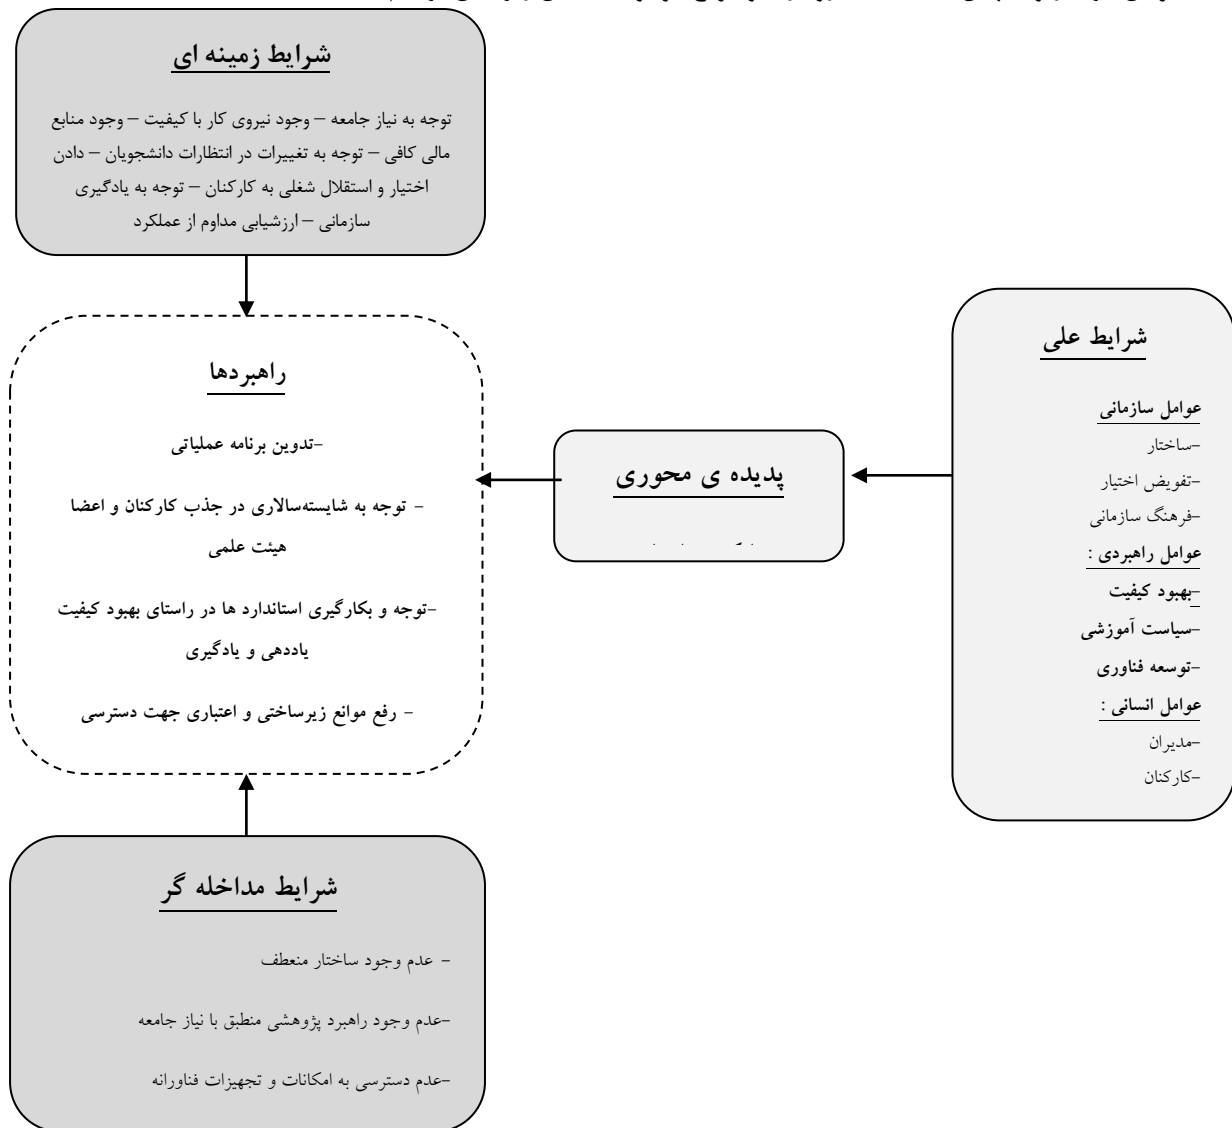 شرایط زمینه ای
توجه به نیاز جامعه – وجود نیروی کار با کیفیت – وجود منابع
مالی کافی – توجه به تغییرات در انتظارات دانشجویان – دادن
اختیار و استقلال شغلی به کارکنان – توجه به یادگیری
سازمانی – ارزشیابی مداوم از عملکرد
شرایط علی
عوامل سازمانی
-ساختار
-تفویض اختیار
-فرهنگ سازمانی
عوامل راهبردی :
-بهبود کیفیت
-سیاست آموزشی
-توسعه فناوری
عوامل انسانی :
-مدیران
-کارکنان
پدیده ی محوری
راهبردها
-تدوین برنامه عملیاتی
- توجه به شایسته‌سالاری در جذب کارکنان و اعضا
هیئت علمی
-توجه و بکارگیری استاندارد ها در راستای بهبود کیفیت
یاددهی و یادگیری
- رفع موانع زیرساختی و اعتباری جهت دسترسی
شرایط مداخله گر
- عدم وجود ساختار منعطف
-عدم وجود راهبرد پژوهشی منطبق با نیاز جامعه
-عدم دسترسی به امکانات و تجهیزات فناورانه